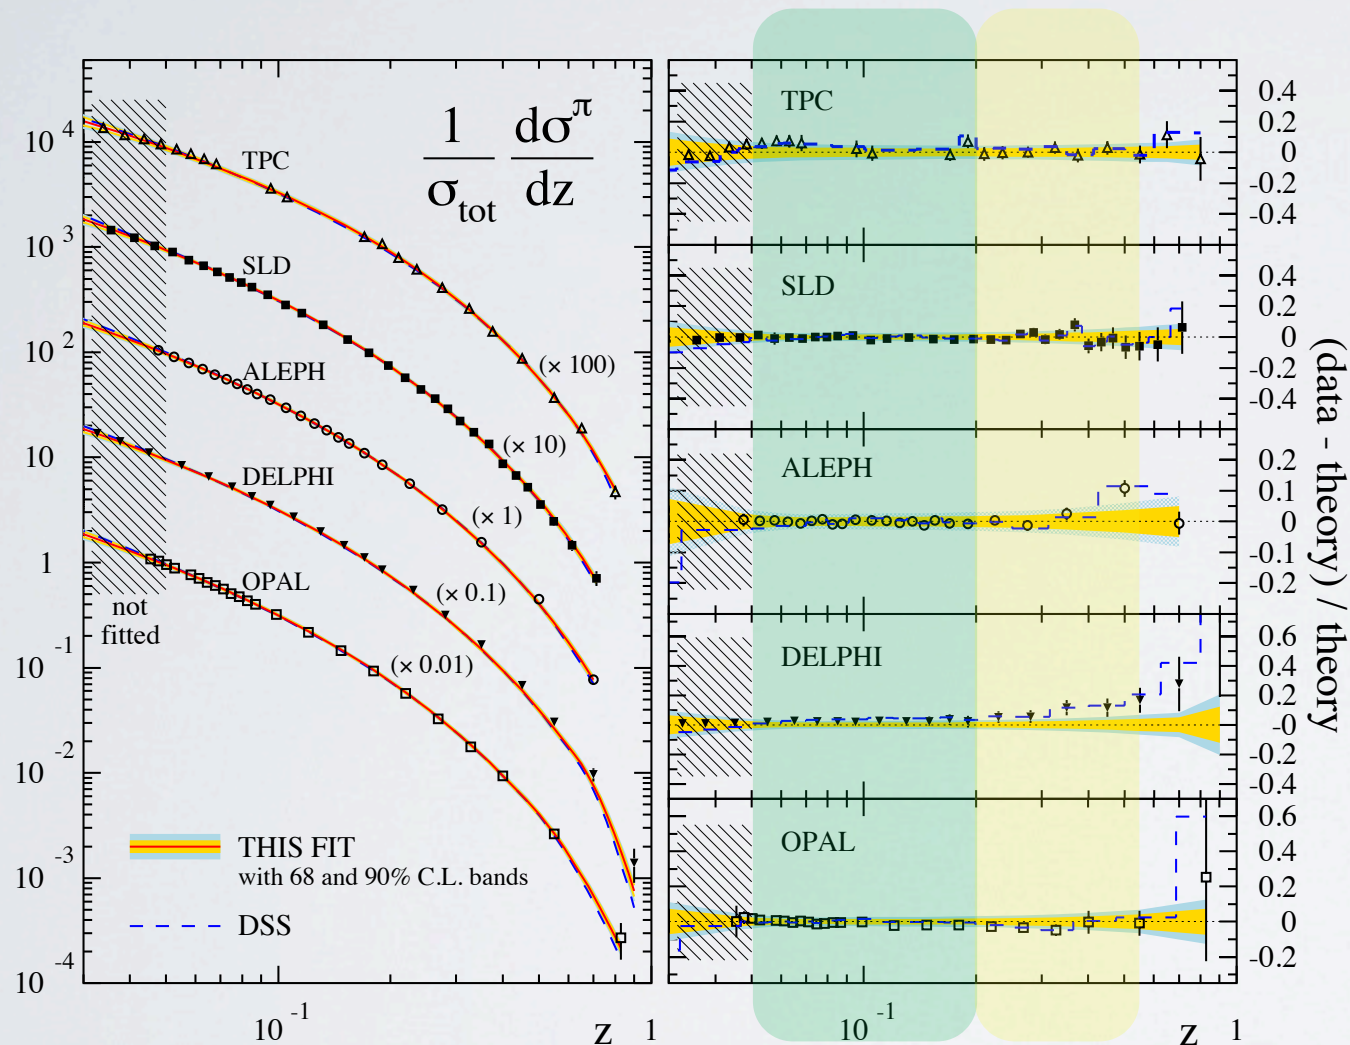 1 dσ^π
σ_tot dz
TPC
SLD
ALEPH
DELPHI
OPAL
(× 100)
(× 10)
(× 1)
(× 0.1)
(× 0.01)
not
fitted
THIS FIT
with 68 and 90% C.L. bands
DSS
10^4
10^3
10^2
10
1
10^-1
10^-2
10^-3
10^-4
10^-1 z 1
TPC
0.4
0.2
0
-0.2
-0.4
SLD
0.4
0.2
0
-0.2
-0.4
ALEPH
0.2
0.1
0
-0.1
-0.2
DELPHI
0.6
0.4
0.2
-0
-0.2
-0.4
OPAL
0.6
0.4
0.2
0
-0.2
10^-1 z 1
(data - theory) / theory